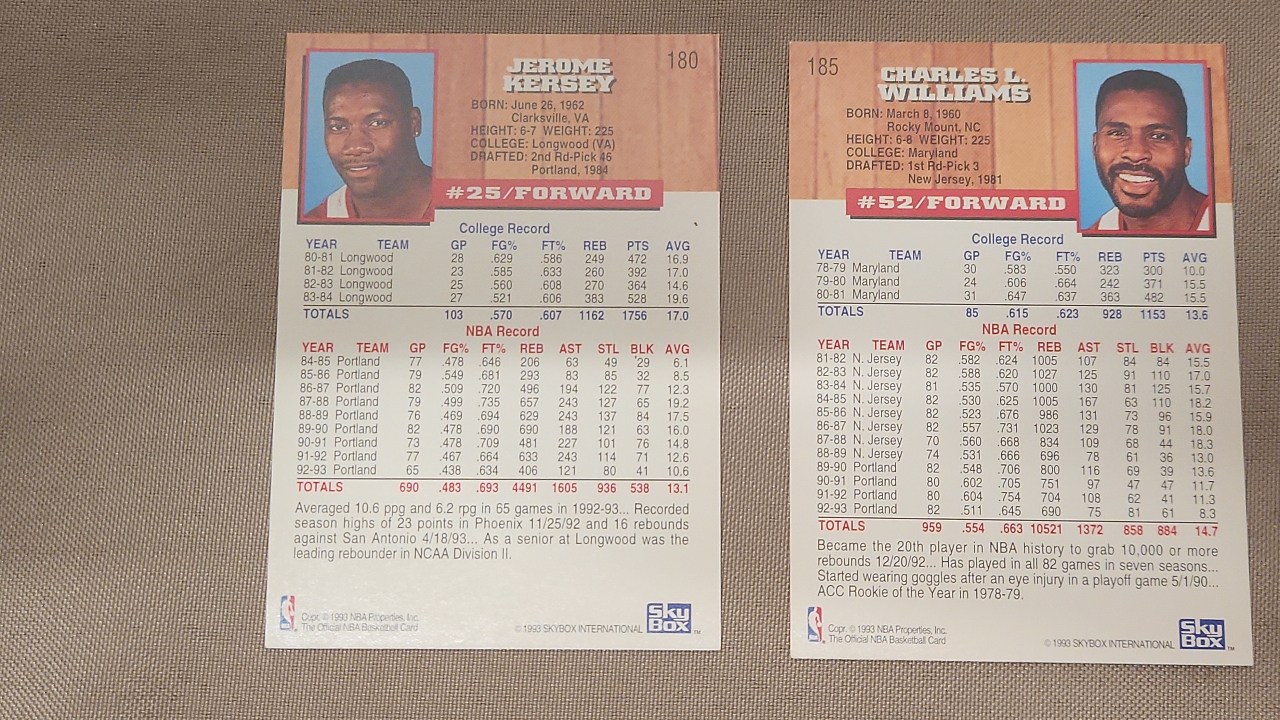 180
JEROME
KERSEY
BORN: June 26, 1962
Clarksville, VA
HEIGHT: 6-7 WEIGHT: 225
COLLEGE: Longwood (VA)
DRAFTED: 2nd Rd-Pick 46
Portland, 1984
#25/FORWARD
College Record
YEAR TEAM GP FG% FT% REB PTS AVG
80-81 Longwood 28 .629 .586 249 472 16.9
81-82 Longwood 23 .585 .633 260 392 17.0
82-83 Longwood 25 .560 .608 270 364 14.6
83-84 Longwood 27 .521 .606 383 528 19.6
TOTALS 103 .570 .607 1162 1756 17.0
NBA Record
YEAR TEAM GP FG% FT% REB AST STL BLK AVG
84-85 Portland 77 .478 .646 206 63 49 29 6.1
85-86 Portland 79 .549 .681 293 83 85 32 8.5
86-87 Portland 82 .509 .720 496 194 122 77 12.3
87-88 Portland 79 .499 .735 657 243 127 65 19.2
88-89 Portland 76 .469 .694 629 243 137 84 17.5
89-90 Portland 82 .478 .690 690 188 121 63 16.0
90-91 Portland 73 .478 .709 481 227 101 76 14.8
91-92 Portland 77 .467 .664 633 243 114 71 12.6
92-93 Portland 65 .438 .634 406 121 80 41 10.6
TOTALS 690 .483 .693 4491 1605 936 538 13.1
Averaged 10.6 ppg and 6.2 rpg in 65 games in 1992-93... Recorded
season highs of 23 points in Phoenix 11/25/92 and 16 rebounds
against San Antonio 4/18/93... As a senior at Longwood was the
leading rebounder in NCAA Division II.
Copr. © 1993 NBA Properties, Inc.
The Official NBA Basketball Card
© 1993 SKYBOX INTERNATIONAL
Sky
Box
TM
185
CHARLES L.
WILLIAMS
BORN: March 8, 1960
Rocky Mount, NC
HEIGHT: 6-8 WEIGHT: 225
COLLEGE: Maryland
DRAFTED: 1st Rd-Pick 3
New Jersey, 1981
#52/FORWARD
College Record
YEAR TEAM GP FG% FT% REB PTS AVG
78-79 Maryland 30 .583 .550 323 300 10.0
79-80 Maryland 24 .606 .664 242 371 15.5
80-81 Maryland 31 .647 .637 363 482 15.5
TOTALS 85 .615 .623 928 1153 13.6
NBA Record
YEAR TEAM GP FG% FT% REB AST STL BLK AVG
81-82 N. Jersey 82 .582 .624 1005 107 84 84 15.5
82-83 N. Jersey 82 .588 .620 1027 125 91 110 17.0
83-84 N. Jersey 81 .535 .570 1000 130 81 125 15.7
84-85 N. Jersey 82 .530 .625 1005 167 63 110 18.2
85-86 N. Jersey 82 .523 .676 986 131 73 96 15.9
86-87 N. Jersey 82 .557 .731 1023 129 78 91 18.0
87-88 N. Jersey 70 .560 .668 834 109 68 44 18.3
88-89 N. Jersey 74 .531 .666 696 78 61 36 13.0
89-90 Portland 82 .548 .706 800 116 69 39 13.6
90-91 Portland 80 .602 .705 751 97 47 47 11.7
91-92 Portland 80 .604 .754 704 108 62 41 11.3
92-93 Portland 82 .511 .645 690 75 81 61 8.3
TOTALS 959 .554 .663 10521 1372 858 884 14.7
Became the 20th player in NBA history to grab 10,000 or more
rebounds 12/20/92... Has played in all 82 games in seven seasons...
Started wearing goggles after an eye injury in a playoff game 5/1/90...
ACC Rookie of the Year in 1978-79.
Copr. © 1993 NBA Properties, Inc.
The Official NBA Basketball Card
© 1993 SKYBOX INTERNATIONAL
Sky
Box
TM